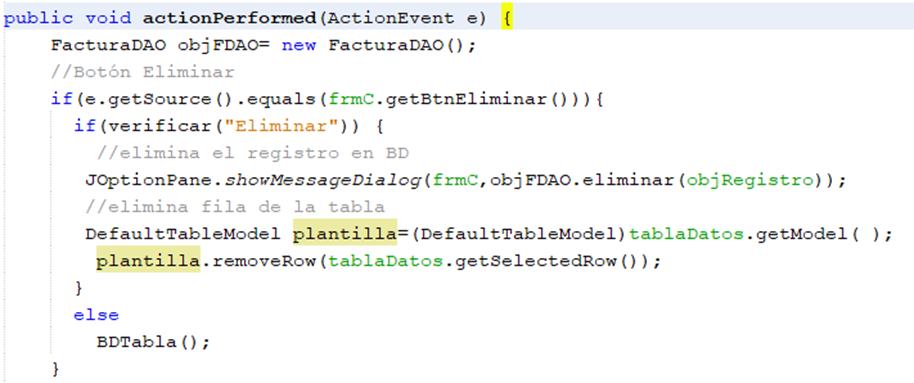 public void actionPerformed(ActionEvent e) {
FacturaDAO objFDAO= new FacturaDAO();
//Botón Eliminar
if(e.getSource().equals(frmC.getBtnEliminar())){
if(verificar("Eliminar")) {
//elimina el registro en BD
JOptionPane.showMessageDialog(frmC,objFDAO.eliminar(objRegistro));
//elimina fila de la tabla
DefaultTableModel plantilla=(DefaultTableModel)tablaDatos.getModel( );
plantilla.removeRow(tablaDatos.getSelectedRow());
}
else
BDTabla();
}